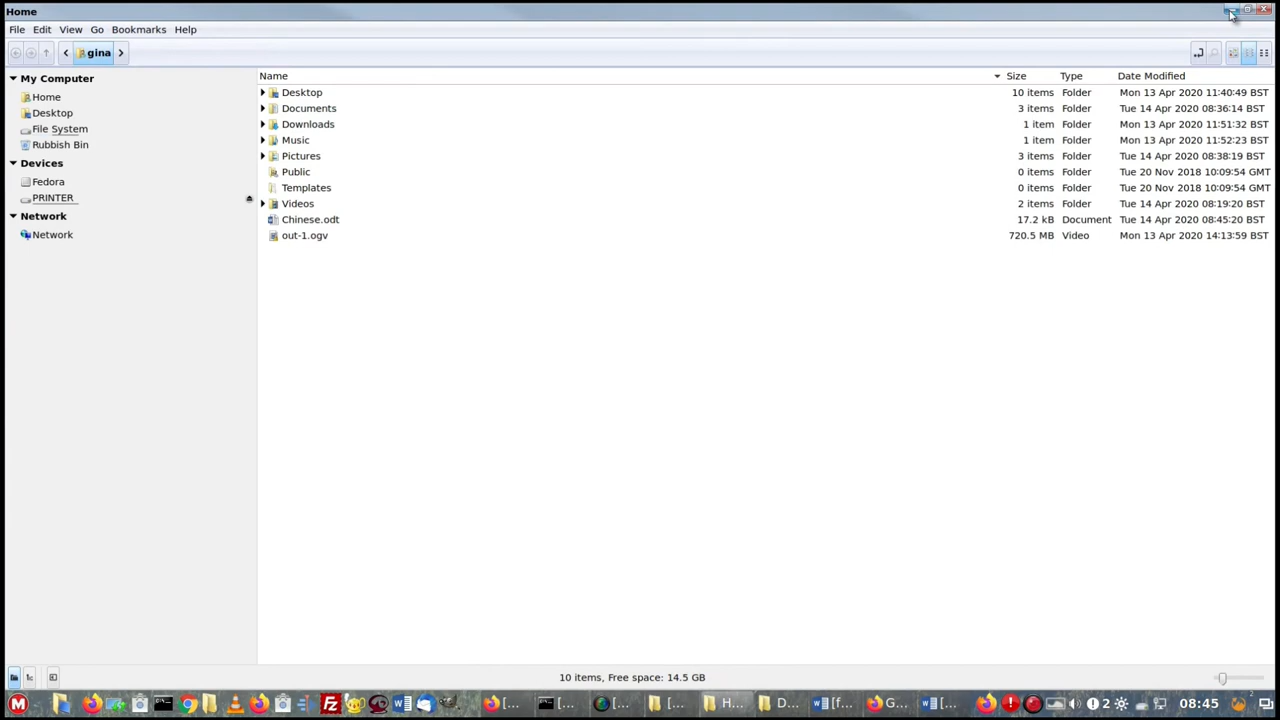 Home
File Edit View Go Bookmarks Help
gina
My Computer
Home
Desktop
File System
Rubbish Bin
Devices
Fedora
PRINTER
Network
Network
Name Size Type Date Modified
Desktop 10 items Folder Mon 13 Apr 2020 11:40:49 BST
Documents 3 items Folder Tue 14 Apr 2020 08:36:14 BST
Downloads 1 item Folder Mon 13 Apr 2020 11:51:32 BST
Music 1 item Folder Mon 13 Apr 2020 11:52:23 BST
Pictures 3 items Folder Tue 14 Apr 2020 08:38:19 BST
Public 0 items Folder Tue 20 Nov 2018 10:09:54 GMT
Templates 0 items Folder Tue 20 Nov 2018 10:09:54 GMT
Videos 2 items Folder Tue 14 Apr 2020 08:19:20 BST
Chinese.odt 17.2 kB Document Tue 14 Apr 2020 08:45:20 BST
out-1.ogv 720.5 MB Video Mon 13 Apr 2020 14:13:59 BST
10 items, Free space: 14.5 GB
[... [... [... [... H... D... [f... G... [... 2 08:45 2